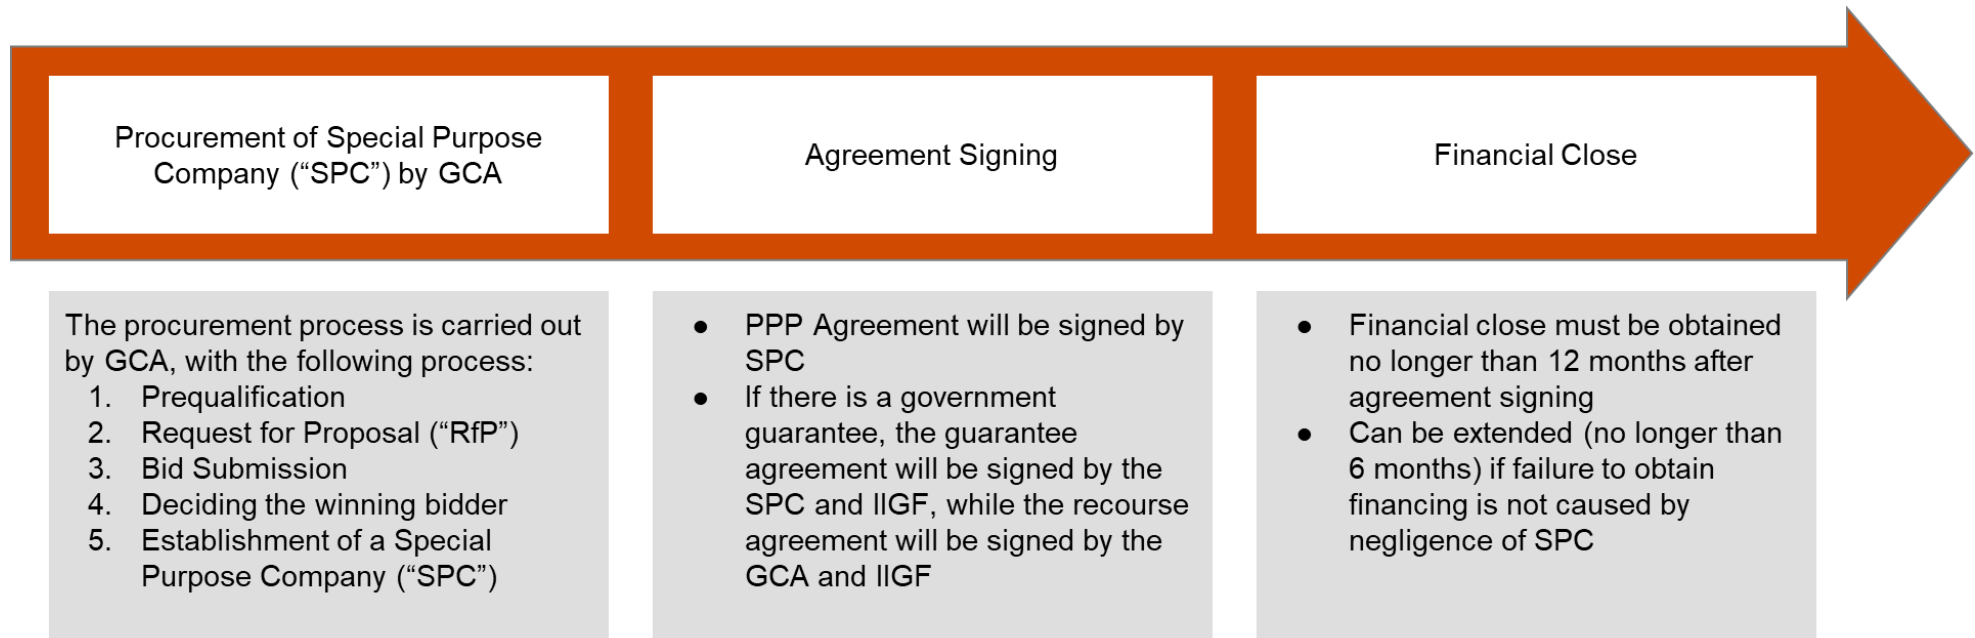 Procurement of Special Purpose
Company (“SPC”) by GCA
Agreement Signing
Financial Close
The procurement process is carried out
by GCA, with the following process:
1. Prequalification
2. Request for Proposal (“RfP”)
3. Bid Submission
4. Deciding the winning bidder
5. Establishment of a Special
Purpose Company (“SPC”)
● PPP Agreement will be signed by
SPC
● If there is a government
guarantee, the guarantee
agreement will be signed by the
SPC and IIGF, while the recourse
agreement will be signed by the
GCA and IIGF
● Financial close must be obtained
no longer than 12 months after
agreement signing
● Can be extended (no longer than
6 months) if failure to obtain
financing is not caused by
negligence of SPC